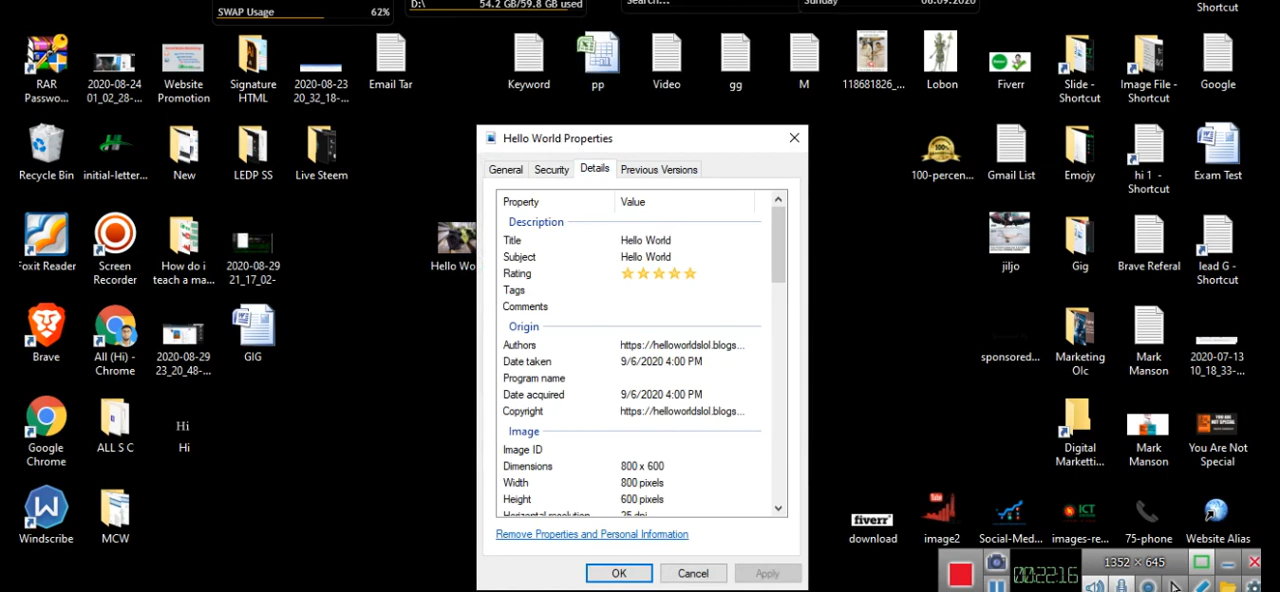 SWAP Usage 62%
D:\ 54.2 GB/59.8 GB used
Search...
Sunday 06.09.2020
Shortcut
RAR Passwo...
2020-08-24 01_02_28-...
Website Promotion
Signature HTML
2020-08-23 20_32_18-...
Email Tar
Keyword
pp
Video
gg
M
118681826_...
Lobon
Fiverr
Slide - Shortcut
Image File - Shortcut
Google
Recycle Bin
initial-letter...
New
LEDP SS
Live Steem
100-percen...
Gmail List
Emojy
hi 1 - Shortcut
Exam Test
Foxit Reader
Screen Recorder
How do i teach a ma...
2020-08-29 21_17_02-
Hello Wo
jiljo
Gig
Brave Referal
lead G - Shortcut
Brave
All (Hi) - Chrome
2020-08-29 23_20_48-...
GIG
sponsored...
Marketing Olc
Mark Manson
2020-07-13 10_18_33-...
Google Chrome
ALL S C
Hi
Hi
Digital Marketti...
Mark Manson
You Are Not Special
Windscribe
MCW
fiverr
download
image2
Social-Med...
ICT
images-re...
75-phone
Website Alias
Hello World Properties
General Security Details Previous Versions
Property Value
Description
Title Hello World
Subject Hello World
Rating
Tags
Comments
Origin
Authors https://helloworldslol.blogs...
Date taken 9/6/2020 4:00 PM
Program name
Date acquired 9/6/2020 4:00 PM
Copyright https://helloworldslol.blogs...
Image
Image ID
Dimensions 800 x 600
Width 800 pixels
Height 600 pixels
Horizontal resolution 25 dpi
Remove Properties and Personal Information
OK Cancel Apply
00:22:16
1352 × 645